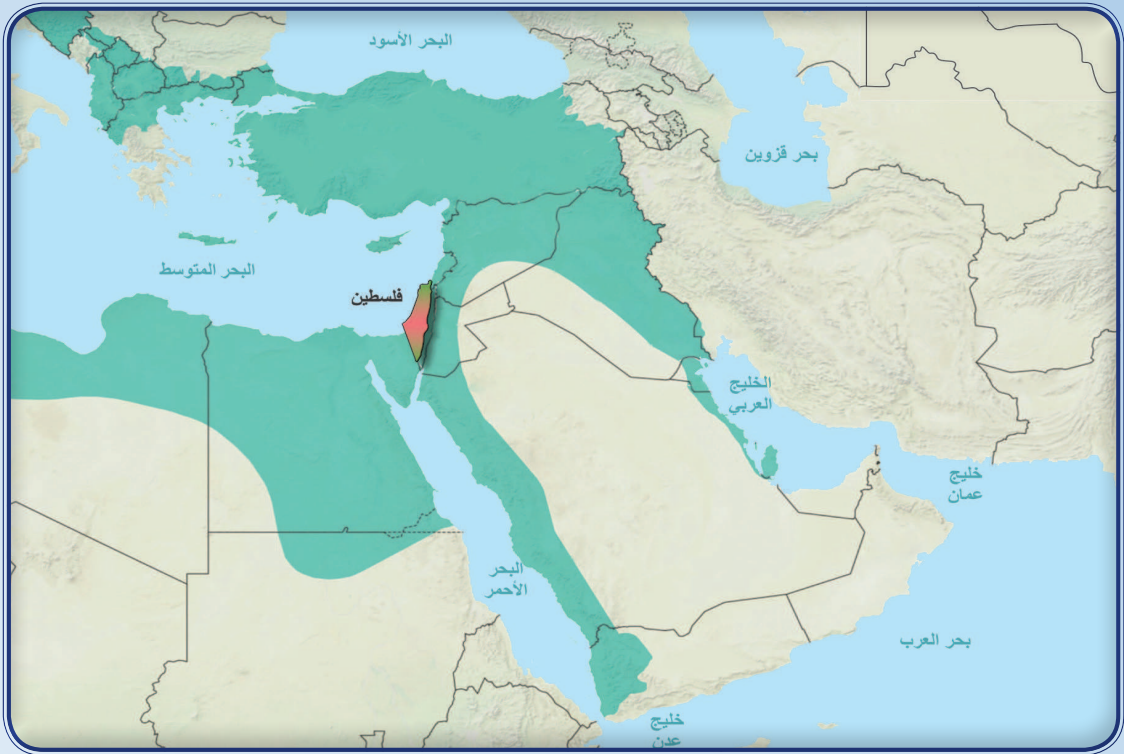 البحر الأسود
بحر قزوين
البحر المتوسط
فلسطين
الخليج
العربي
خليج
عمان
البحر
الأحمر
بحر العرب
خليج
عدن